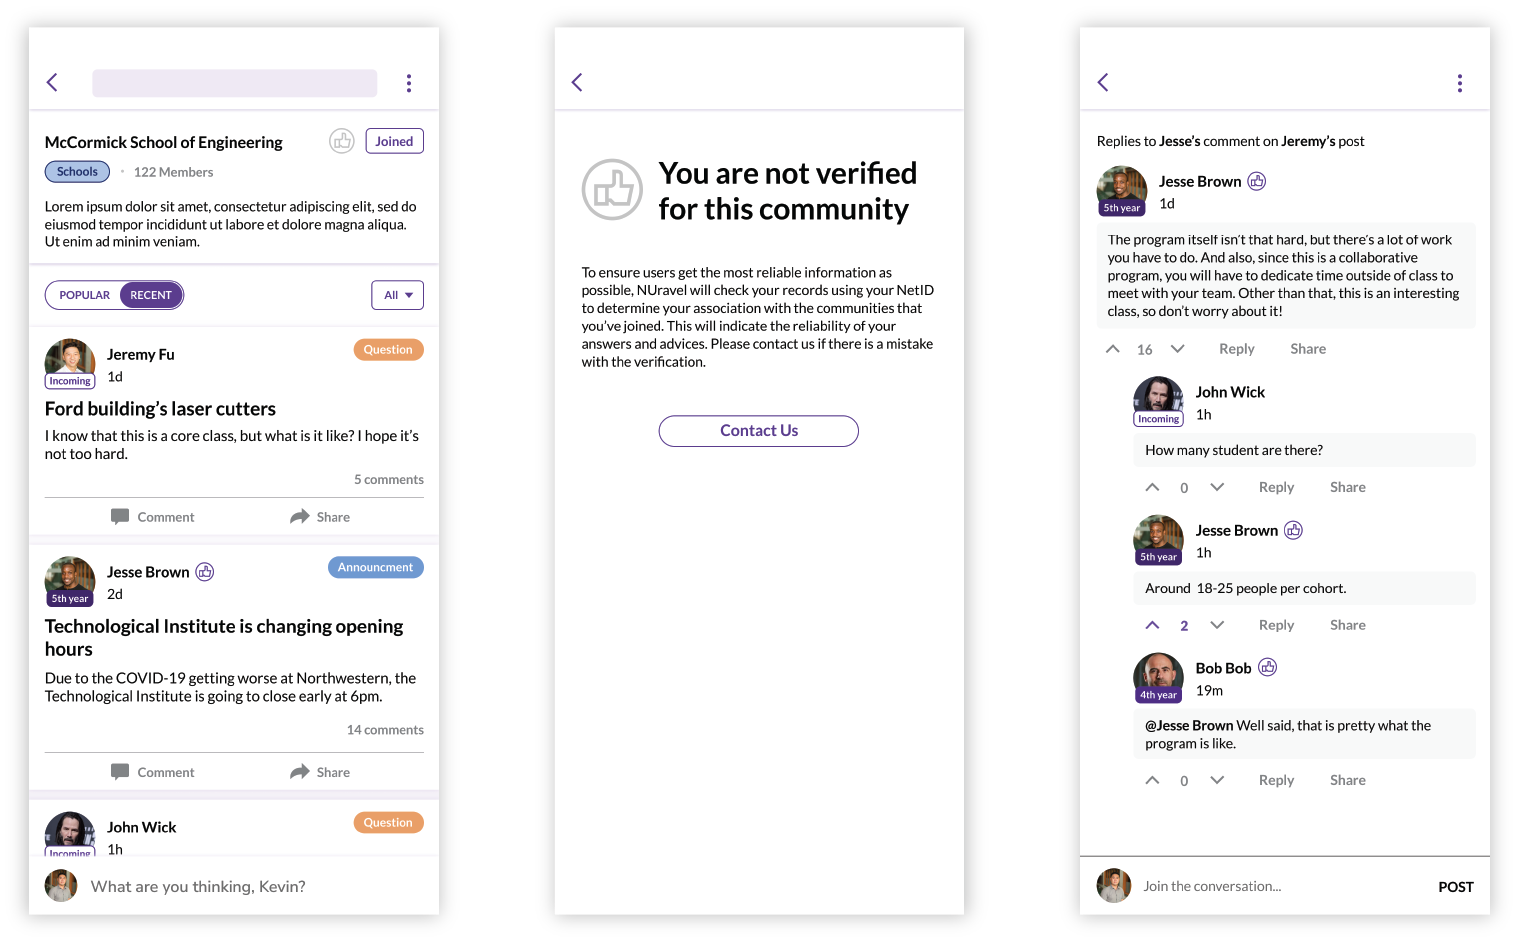 McCormick School of Engineering
Joined
Schools
122 Members
Lorem ipsum dolor sit amet, consectetur adipiscing elit, sed do
eiusmod tempor incididunt ut labore et dolore magna aliqua.
Ut enim ad minim veniam.
POPULAR
RECENT
All
Jeremy Fu
Question
1d
Incoming
Ford building’s laser cutters
I know that this is a core class, but what is it like? I hope it’s
not too hard.
5 comments
Comment
Share
Jesse Brown
Announcment
2d
5th year
Technological Institute is changing opening
hours
Due to the COVID-19 getting worse at Northwestern, the
Technological Institute is going to close early at 6pm.
14 comments
Comment
Share
John Wick
Question
1h
Incoming
What are you thinking, Kevin?
You are not verified
for this community
To ensure users get the most reliable information as
possible, NUravel will check your records using your NetID
to determine your association with the communities that
you’ve joined. This will indicate the reliability of your
answers and advices. Please contact us if there is a mistake
with the verification.
Contact Us
Replies to Jesse’s comment on Jeremy’s post
Jesse Brown
1d
5th year
The program itself isn’t that hard, but there’s a lot of work
you have to do. And also, since this is a collaborative
program, you will have to dedicate time outside of class to
meet with your team. Other than that, this is an interesting
class, so don’t worry about it!
16
Reply
Share
John Wick
1h
Incoming
How many student are there?
0
Reply
Share
Jesse Brown
1h
5th year
Around 18-25 people per cohort.
2
Reply
Share
Bob Bob
19m
4th year
@Jesse Brown Well said, that is pretty what the
program is like.
0
Reply
Share
Join the conversation...
POST